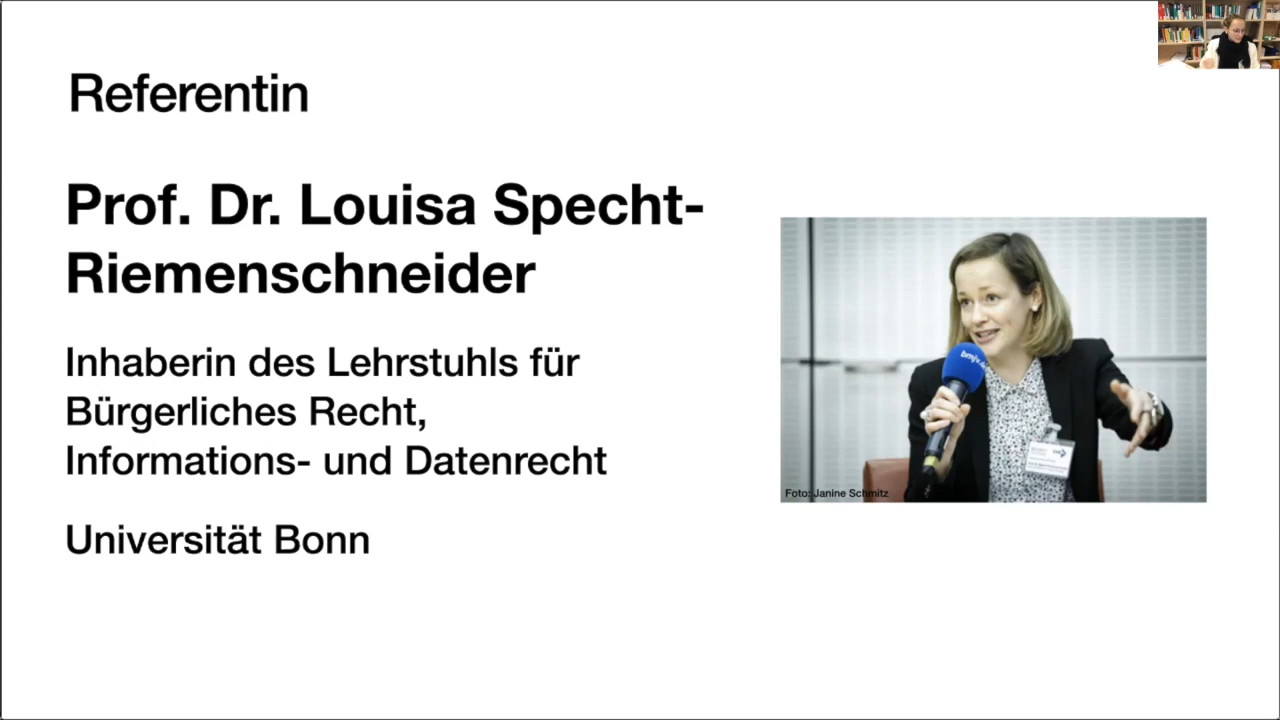 Referentin
Prof. Dr. Louisa Specht-
Riemenschneider
Inhaberin des Lehrstuhls für
Bürgerliches Recht,
Informations- und Datenrecht
Universität Bonn
Foto: Janine Schmitz